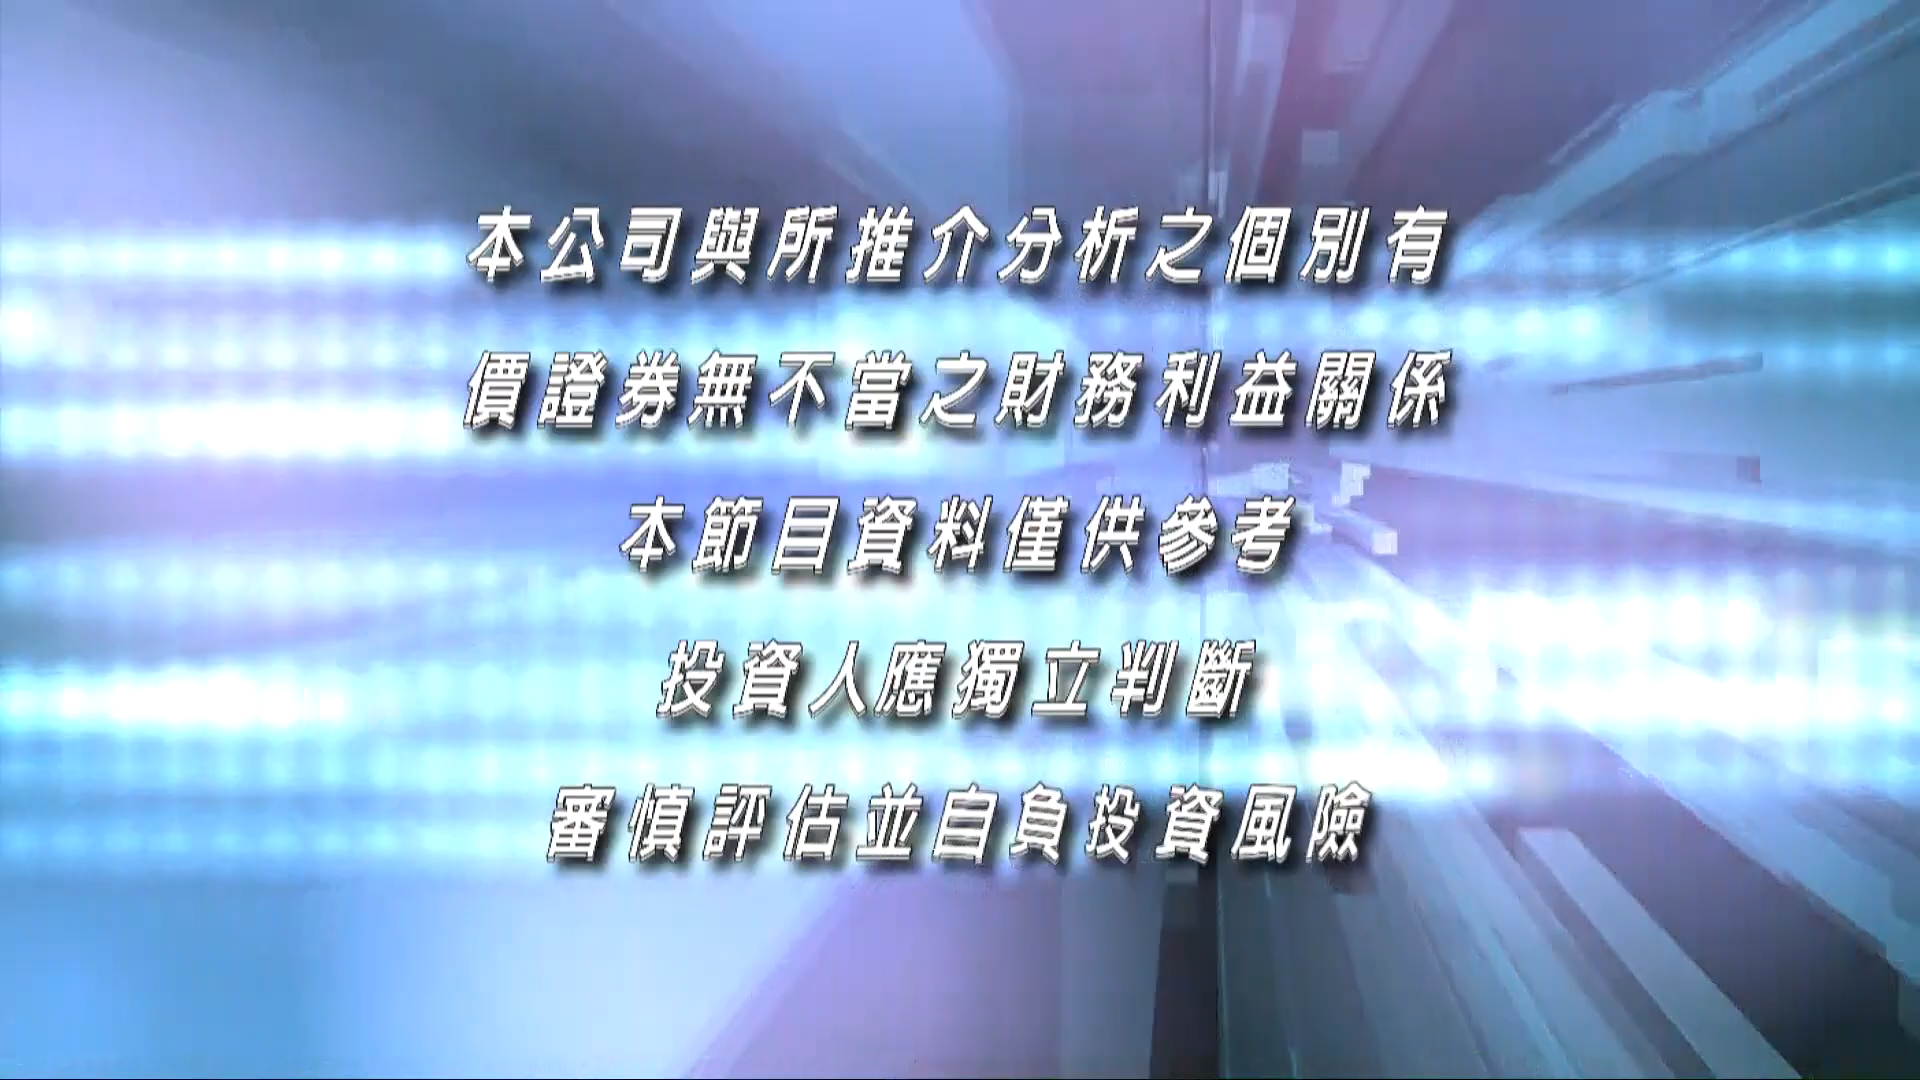 本公司與所推介分析之個別有
價證券無不當之財務利益關係
本節目資料僅供參考
投資人應獨立判斷
審慎評估並自負投資風險